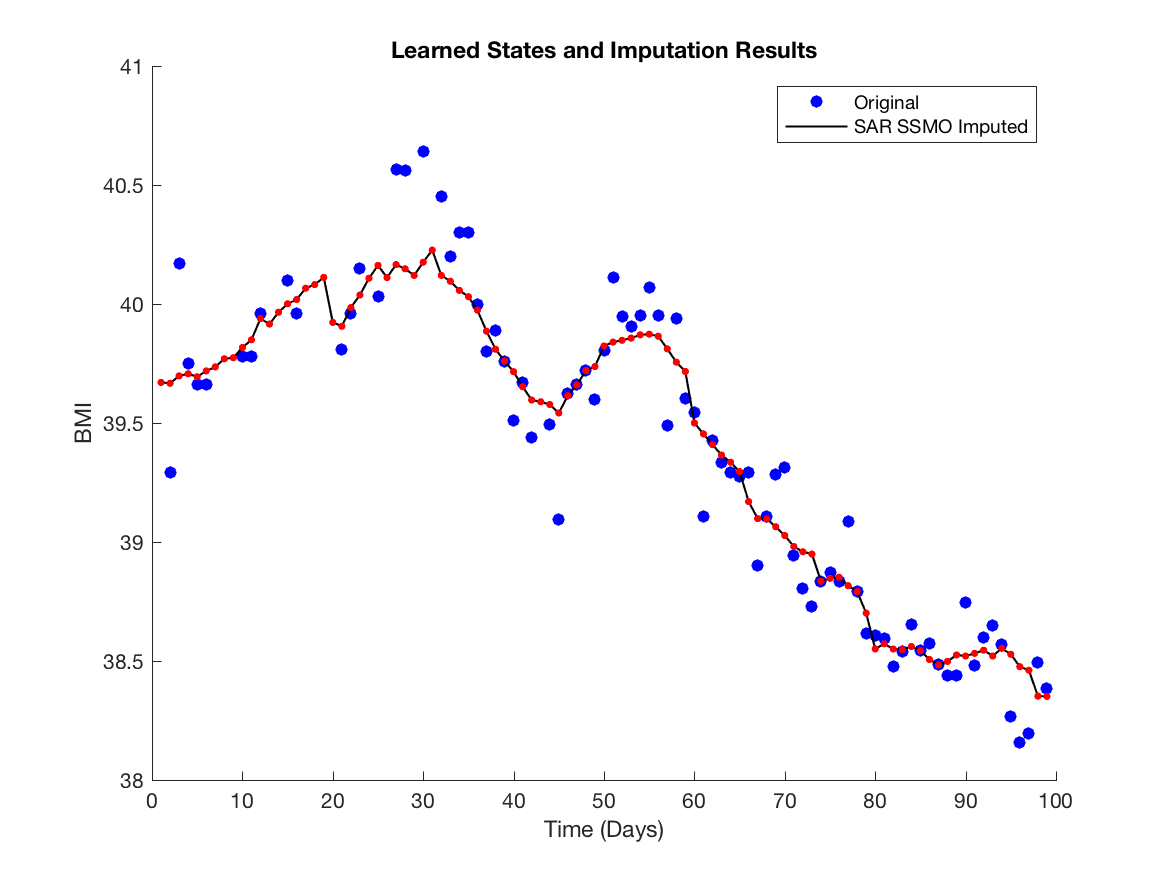 Learned States and Imputation Results
41
40.5
40
39.5
39
38.5
38
BMI
Original
SAR SSMO Imputed
0 10 20 30 40 50 60 70 80 90 100
Time (Days)